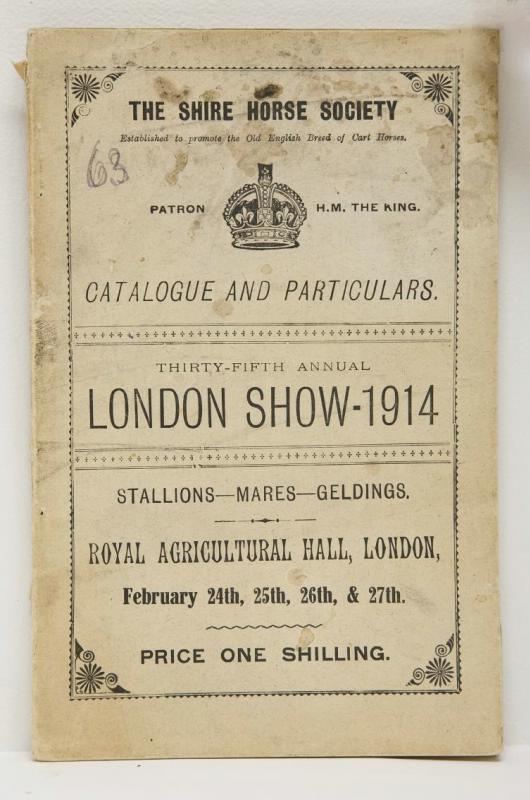 THE SHIRE HORSE SOCIETY
Established to promote the Old English Breed of Cart Horses.
63
PATRON H.M. THE KING.
CATALOGUE AND PARTICULARS.
THIRTY-FIFTH ANNUAL
LONDON SHOW-1914
STALLIONS—MARES—GELDINGS.
ROYAL AGRICULTURAL HALL, LONDON,
February 24th, 25th, 26th, & 27th.
PRICE ONE SHILLING.